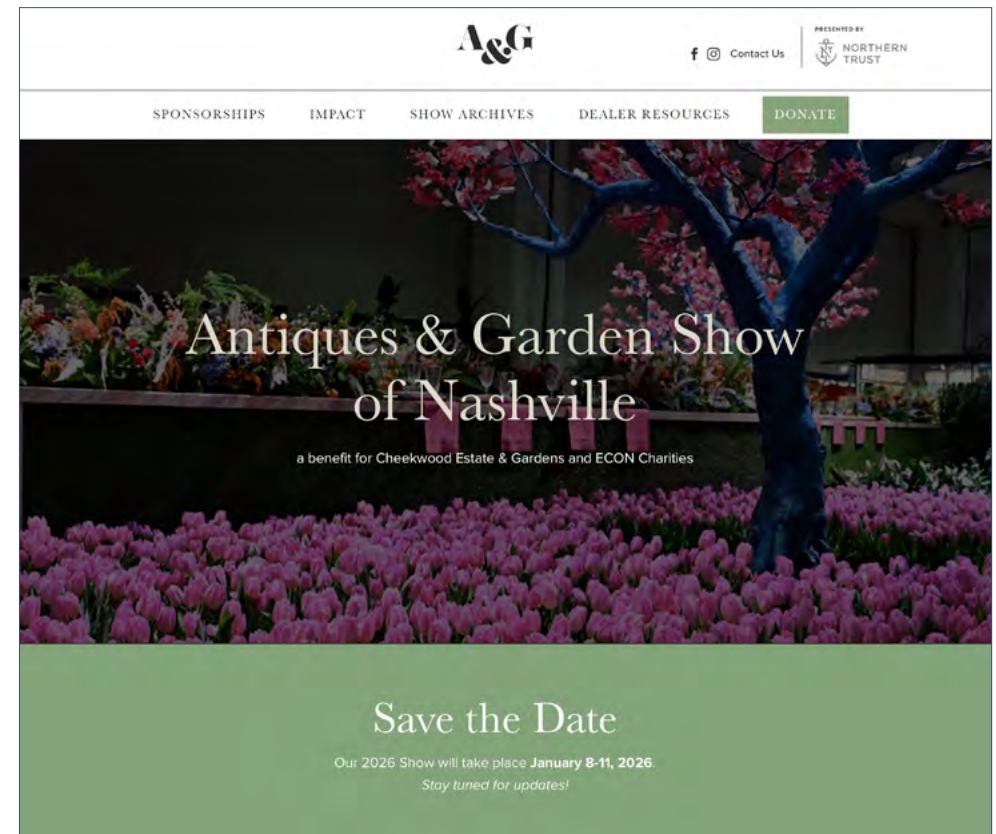 A&G
Contact Us
PRESENTED BY
NORTHERN
TRUST
SPONSORSHIPS IMPACT SHOW ARCHIVES DEALER RESOURCES DONATE
Antiques & Garden Show
of Nashville
a benefit for Cheekwood Estate & Gardens and ECON Charities
Save the Date
Our 2026 Show will take place January 8-11, 2026.
Stay tuned for updates!